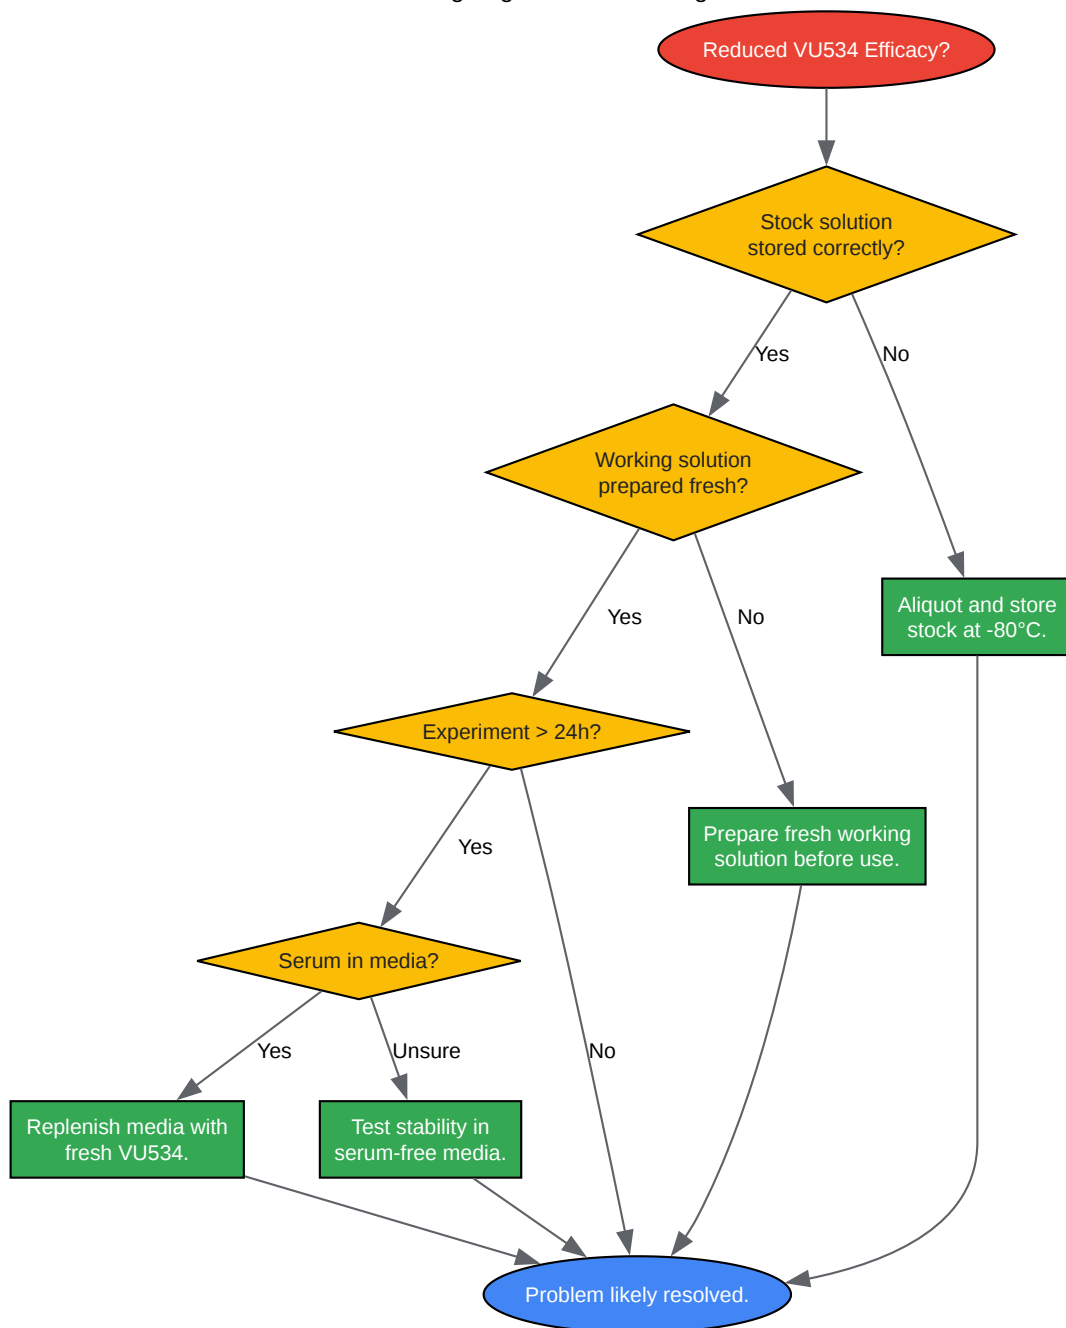 Reduced VU534 Efficacy?
Stock solution
stored correctly?
Yes
No
Working solution
prepared fresh?
Aliquot and store
stock at -80°C.
Yes
No
Experiment > 24h?
Prepare fresh working
solution before use.
Yes
Serum in media?
Yes
Unsure
No
Replenish media with
fresh VU534.
Test stability in
serum-free media.
Problem likely resolved.